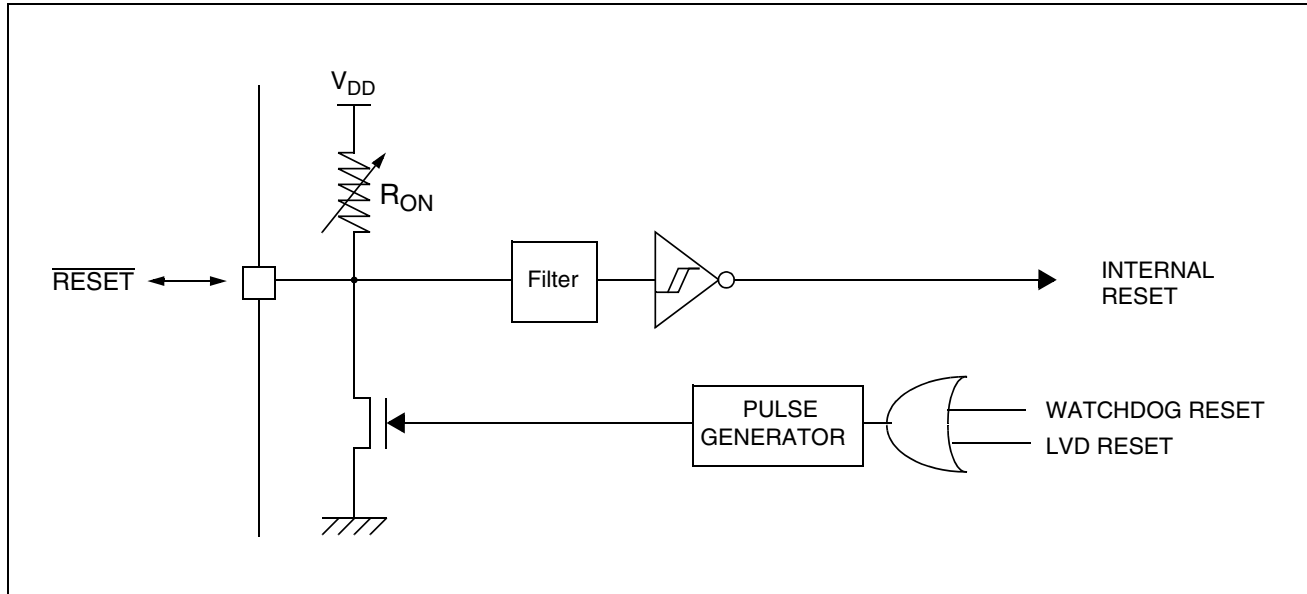 VDD
RON
RESET
Filter
INTERNAL
RESET
PULSE
GENERATOR
WATCHDOG RESET
LVD RESET